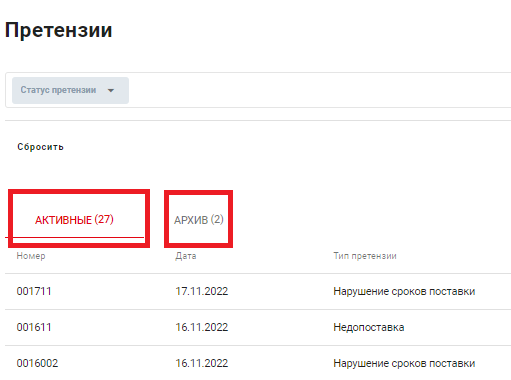 Претензии
Статус претензии
Сбросить
АКТИВНЫЕ (27) АРХИВ (2)
Номер Дата Тип претензии
001711 17.11.2022 Нарушение сроков поставки
001611 16.11.2022 Недопоставка
0016002 16.11.2022 Нарушение сроков поставки